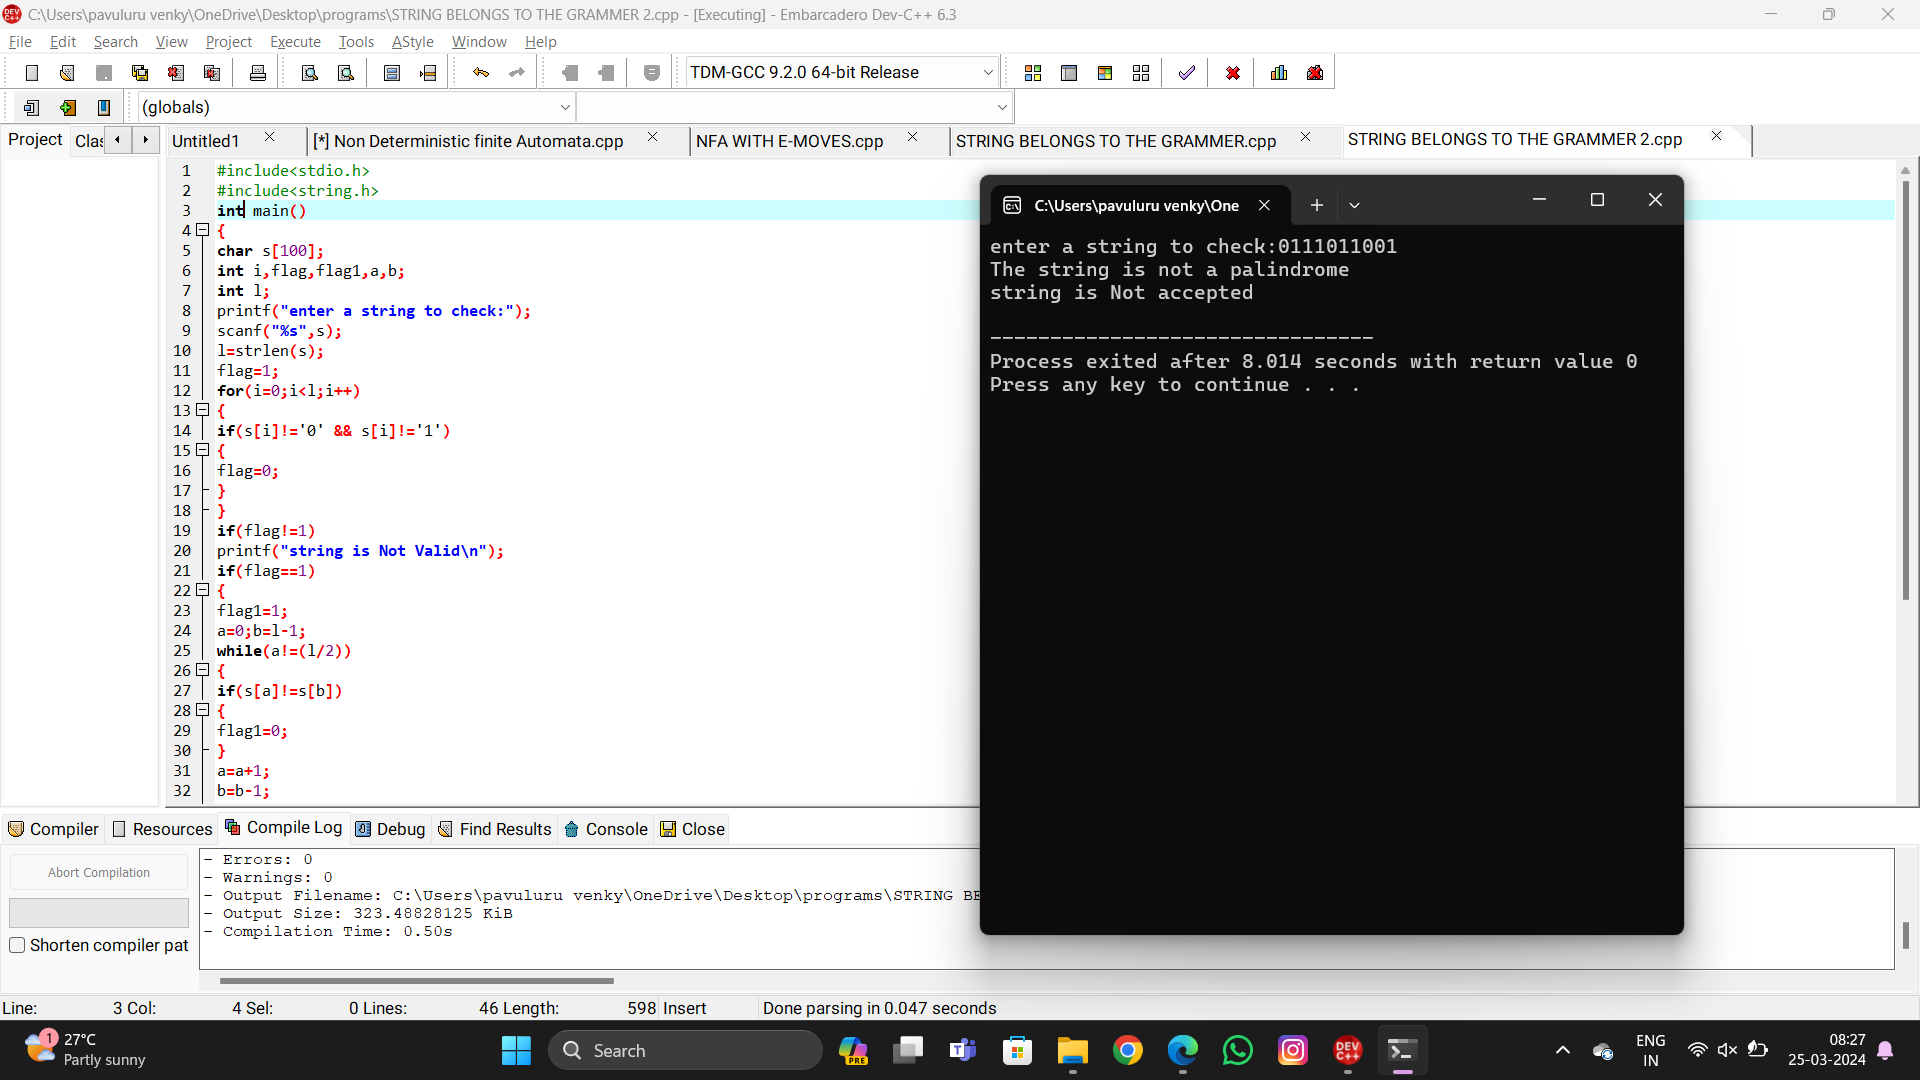 C:\Users\pavuluru venky\OneDrive\Desktop\programs\STRING BELONGS TO THE GRAMMER 2.cpp - [Executing] - Embarcadero Dev-C++ 6.3
File Edit Search View Project Execute Tools AStyle Window Help
TDM-GCC 9.2.0 64-bit Release
(globals)
Project Clas Untitled1 [*] Non Deterministic finite Automata.cpp NFA WITH E-MOVES.cpp STRING BELONGS TO THE GRAMMER.cpp STRING BELONGS TO THE GRAMMER 2.cpp
1 #include<stdio.h>
2 #include<string.h>
3 int main()
4 {
5 char s[100];
6 int i,flag,flag1,a,b;
7 int l;
8 printf("enter a string to check:");
9 scanf("%s",s);
10 l=strlen(s);
11 flag=1;
12 for(i=0;i<l;i++)
13 {
14 if(s[i]!='0' && s[i]!='1')
15 {
16 flag=0;
17 }
18 }
19 if(flag!=1)
20 printf("string is Not Valid\n");
21 if(flag==1)
22 {
23 flag1=1;
24 a=0;b=l-1;
25 while(a!=(l/2))
26 {
27 if(s[a]!=s[b])
28 {
29 flag1=0;
30 }
31 a=a+1;
32 b=b-1;
C:\Users\pavuluru venky\One
enter a string to check:0111011001
The string is not a palindrome
string is Not accepted
--------------------------------
Process exited after 8.014 seconds with return value 0
Press any key to continue . . .
Compiler Resources Compile Log Debug Find Results Console Close
Abort Compilation
Shorten compiler pat
- Errors: 0
- Warnings: 0
- Output Filename: C:\Users\pavuluru venky\OneDrive\Desktop\programs\STRING BE
- Output Size: 323.48828125 KiB
- Compilation Time: 0.50s
Line: 3 Col: 4 Sel: 0 Lines: 46 Length: 598 Insert Done parsing in 0.047 seconds
1
27°C
Partly sunny
Search
PRE
DEV C++
ENG
IN
08:27
25-03-2024